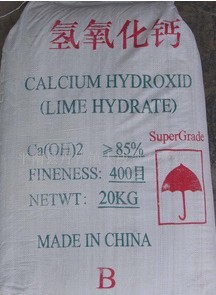 氢氧化钙
CALCIUM HYDROXID
(LIME HYDRATE)
SuperGrade
Ca(OH)2 ≥85%
FINENESS: 400目
NETWT: 20KG
MADE IN CHINA
B